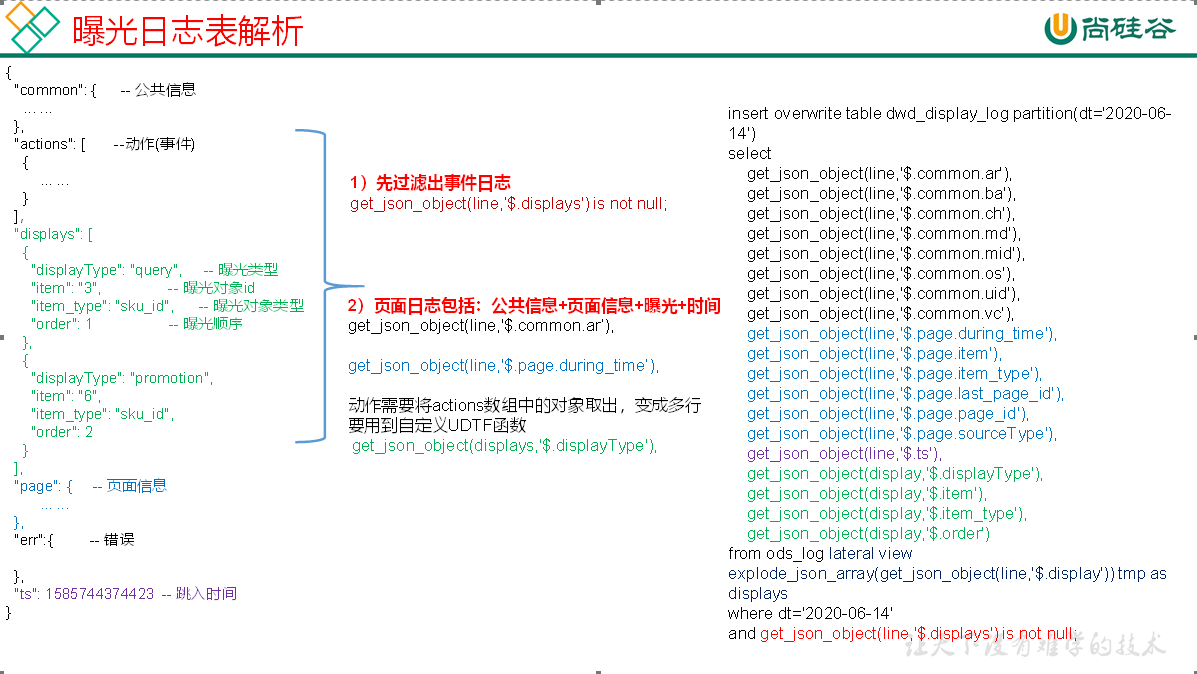 曝光日志表解析
尚硅谷
{
"common": { -- 公共信息
... ...
},
"actions": [ --动作(事件)
{
... ...
}
],
"displays": [
{
"displayType": "query", -- 曝光类型
"item": "3", -- 曝光对象id
"item_type": "sku_id", -- 曝光对象类型
"order": 1 -- 曝光顺序
},
{
"displayType": "promotion",
"item": "6",
"item_type": "sku_id",
"order": 2
}
],
"page": { -- 页面信息
... ...
},
"err":{ -- 错误
},
"ts": 1585744374423 -- 跳入时间
}
1）先过滤出事件日志
get_json_object(line,'$.displays') is not null;
2）页面日志包括：公共信息+页面信息+曝光+时间
get_json_object(line,'$.common.ar'),
get_json_object(line,'$.page.during_time'),
动作需要将actions数组中的对象取出，变成多行
要用到自定义UDTF函数
get_json_object(displays,'$.displayType'),
insert overwrite table dwd_display_log partition(dt='2020-06-
14')
select
get_json_object(line,'$.common.ar'),
get_json_object(line,'$.common.ba'),
get_json_object(line,'$.common.ch'),
get_json_object(line,'$.common.md'),
get_json_object(line,'$.common.mid'),
get_json_object(line,'$.common.os'),
get_json_object(line,'$.common.uid'),
get_json_object(line,'$.common.vc'),
get_json_object(line,'$.page.during_time'),
get_json_object(line,'$.page.item'),
get_json_object(line,'$.page.item_type'),
get_json_object(line,'$.page.last_page_id'),
get_json_object(line,'$.page.page_id'),
get_json_object(line,'$.page.sourceType'),
get_json_object(line,'$.ts'),
get_json_object(display,'$.displayType'),
get_json_object(display,'$.item'),
get_json_object(display,'$.item_type'),
get_json_object(display,'$.order')
from ods_log lateral view
explode_json_array(get_json_object(line,'$.display')) tmp as
displays
where dt='2020-06-14'
and get_json_object(line,'$.displays') is not null;
让天下没有难学的技术